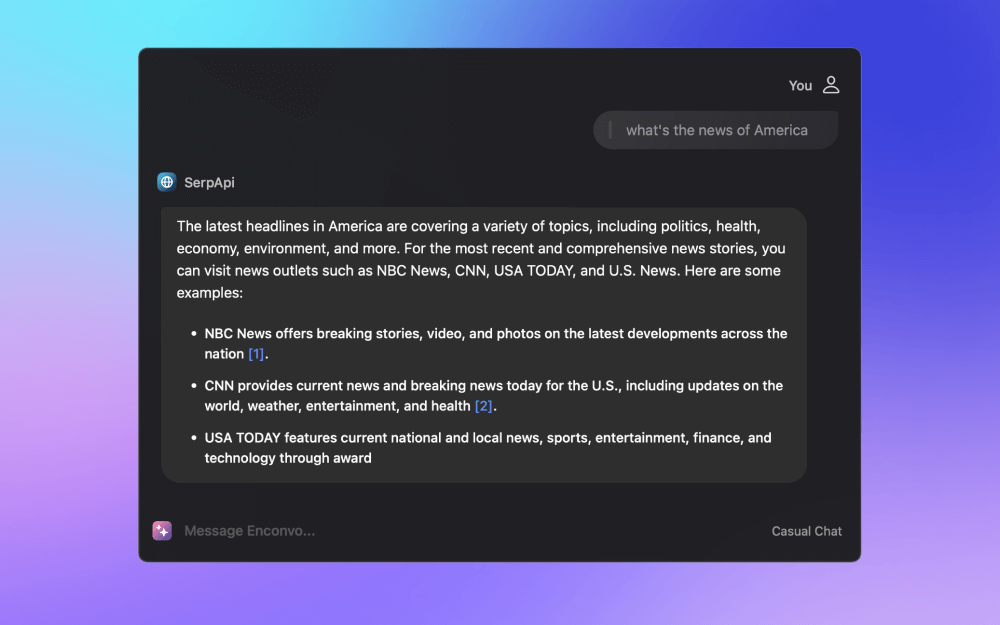 You
what's the news of America
SerpApi
The latest headlines in America are covering a variety of topics, including politics, health,
economy, environment, and more. For the most recent and comprehensive news stories, you
can visit news outlets such as NBC News, CNN, USA TODAY, and U.S. News. Here are some
examples:
• NBC News offers breaking stories, video, and photos on the latest developments across the
nation [1].
• CNN provides current news and breaking news today for the U.S., including updates on the
world, weather, entertainment, and health [2].
• USA TODAY features current national and local news, sports, entertainment, finance, and
technology through award
Message Enconvo...
Casual Chat